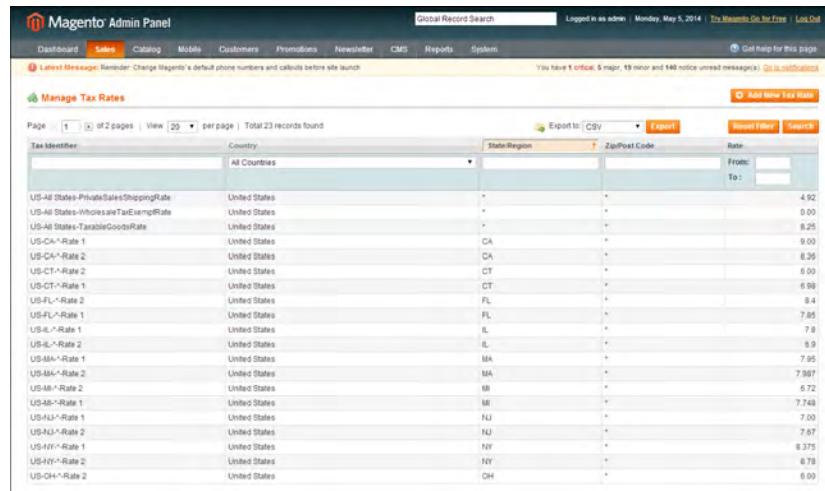 Magento Admin Panel
Global Record Search
Logged in as admin | Monday, May 5, 2014 | Try Magento Go for Free | Log Out
Dashboard Sales Catalog Mobile Customers Promotions Newsletter CMS Reports System
Get help for this page
Latest Message: Reminder: Change Magento's default phone numbers and callouts before site launch
You have 1 critical, 5 major, 19 minor and 140 notice unread message(s). Go to notifications
Manage Tax Rates
Add New Tax Rate
Page 1 of 2 pages | View 20 per page | Total 23 records found
Export to: CSV Export
Reset Filter Search
Tax Identifier Country State/Region Zip/Post Code Rate
All Countries From:
To :
US-All States-PrivateSalesShippingRate United States * * 4.92
US-All States-WholesaleTaxExemptRate United States * * 0.00
US-All States-TaxableGoodsRate United States * * 8.25
US-CA-*-Rate 1 United States CA * 9.00
US-CA-*-Rate 2 United States CA * 8.36
US-CT-*-Rate 2 United States CT * 6.00
US-CT-*-Rate 1 United States CT * 6.98
US-FL-*-Rate 2 United States FL * 8.4
US-FL-*-Rate 1 United States FL * 7.85
US-IL-*-Rate 1 United States IL * 7.8
US-IL-*-Rate 2 United States IL * 6.9
US-MA-*-Rate 1 United States MA * 7.95
US-MA-*-Rate 2 United States MA * 7.987
US-MI-*-Rate 2 United States MI * 6.72
US-MI-*-Rate 1 United States MI * 7.748
US-NJ-*-Rate 1 United States NJ * 7.00
US-NJ-*-Rate 2 United States NJ * 7.67
US-NY-*-Rate 1 United States NY * 8.375
US-NY-*-Rate 2 United States NY * 8.78
US-OH-*-Rate 2 United States OH * 6.00